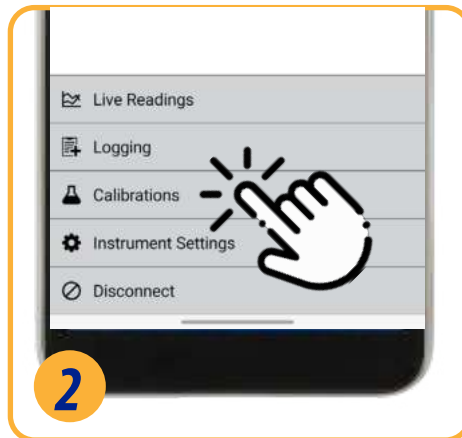 Live Readings
Logging
Calibrations
Instrument Settings
Disconnect
2